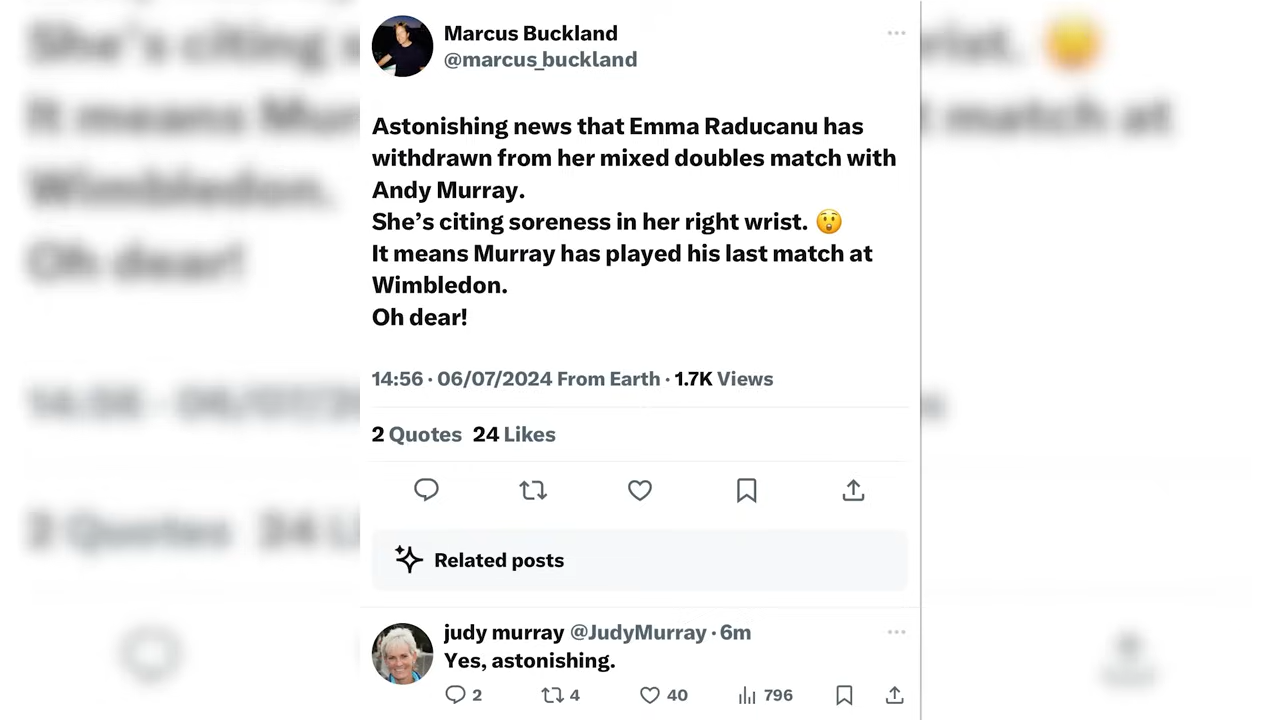 Marcus Buckland
@marcus_buckland
Astonishing news that Emma Raducanu has
withdrawn from her mixed doubles match with
Andy Murray.
She’s citing soreness in her right wrist. 😲
It means Murray has played his last match at
Wimbledon.
Oh dear!
14:56 · 06/07/2024 From Earth · 1.7K Views
2 Quotes 24 Likes
Related posts
judy murray @JudyMurray · 6m
Yes, astonishing.
2 4 40 796